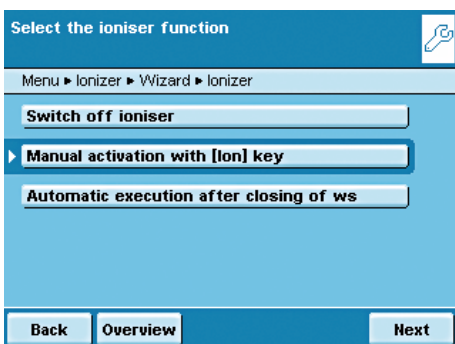 Select the ioniser function
Menu ▸ Ionizer ▸ Wizard ▸ Ionizer
Switch off ioniser
Manual activation with [Ion] key
Automatic execution after closing of ws
Back
Overview
Next